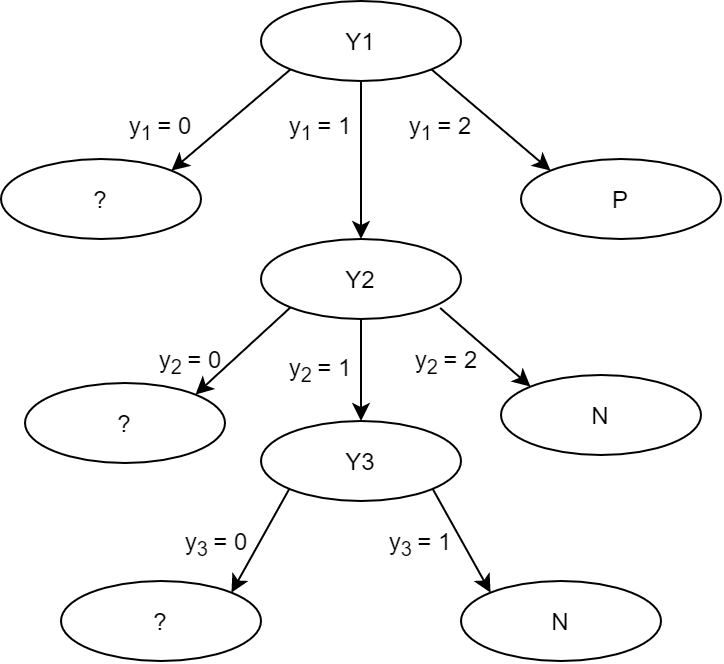 Y1
y₁ = 0
y₁ = 1
y₁ = 2
?
P
Y2
y₂ = 0
y₂ = 1
y₂ = 2
?
N
Y3
y₃ = 0
y₃ = 1
?
N